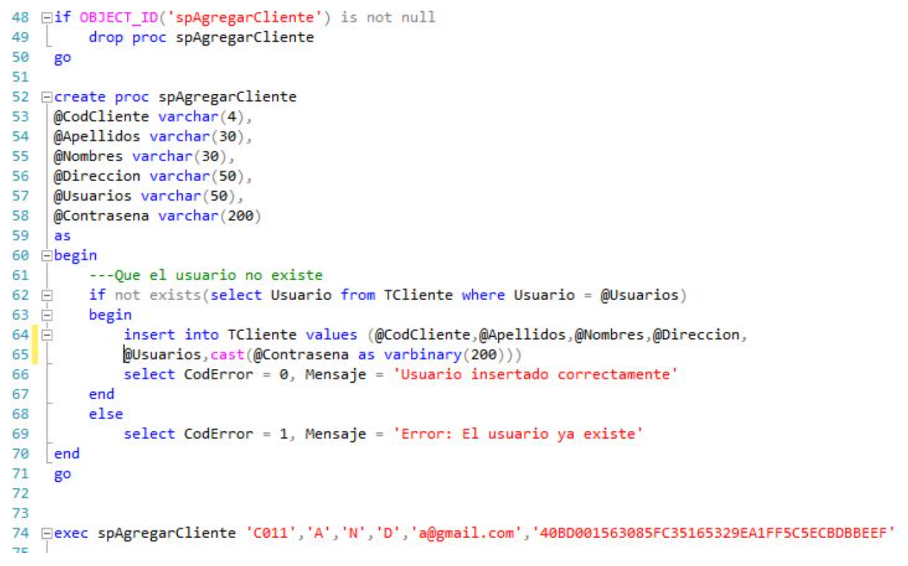 48 if OBJECT_ID('spAgregarCliente') is not null
49 drop proc spAgregarCliente
50 go
51
52 create proc spAgregarCliente
53 @CodCliente varchar(4),
54 @Apellidos varchar(30),
55 @Nombres varchar(30),
56 @Direccion varchar(50),
57 @Usuarios varchar(50),
58 @Contrasena varchar(200)
59 as
60 begin
61 ---Que el usuario no existe
62 if not exists(select Usuario from TCliente where Usuario = @Usuarios)
63 begin
64 insert into TCliente values (@CodCliente,@Apellidos,@Nombres,@Direccion,
65 @Usuarios,cast(@Contrasena as varbinary(200)))
66 select CodError = 0, Mensaje = 'Usuario insertado correctamente'
67 end
68 else
69 select CodError = 1, Mensaje = 'Error: El usuario ya existe'
70 end
71 go
72
73
74 exec spAgregarCliente 'C011','A','N','D','a@gmail.com','40BD001563085FC35165329EA1FF5C5ECBDBBEEF'
75